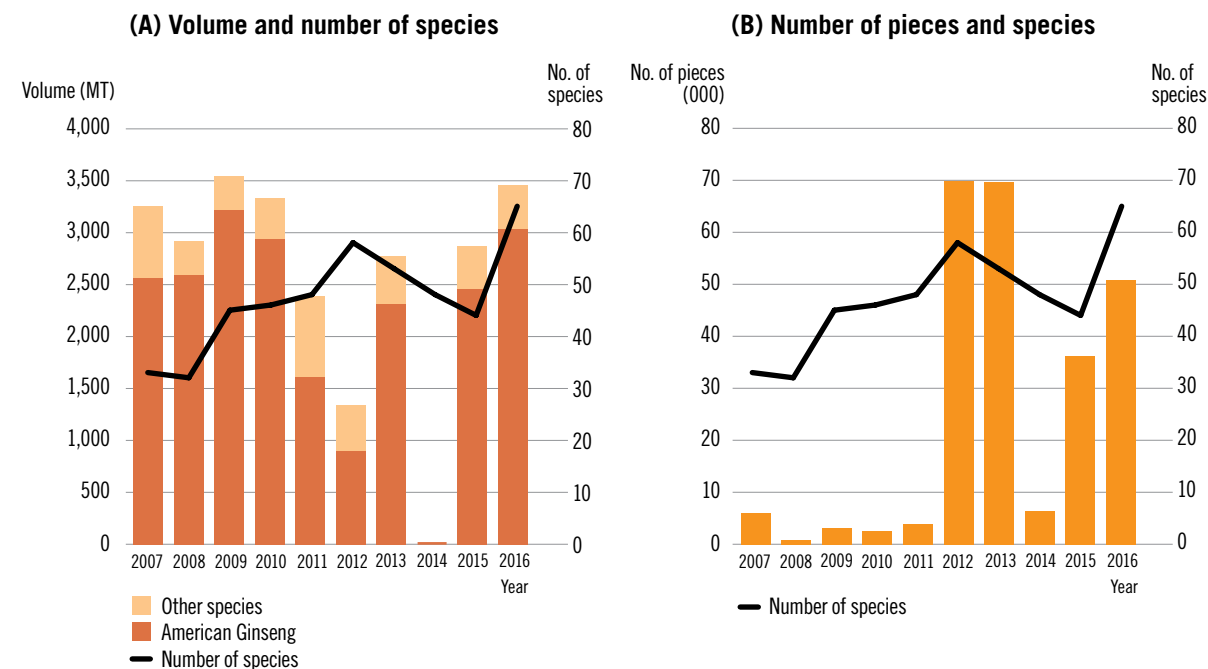 (A) Volume and number of species
Volume (MT)
No. of
species
4,000
3,500
3,000
2,500
2,000
1,500
1,000
500
0
80
70
60
50
40
30
20
10
0
2007 2008 2009 2010 2011 2012 2013 2014 2015 2016
Year
Other species
American Ginseng
Number of species
(B) Number of pieces and species
No. of pieces
(000)
No. of
species
80
70
60
50
40
30
20
10
0
80
70
60
50
40
30
20
10
0
2007 2008 2009 2010 2011 2012 2013 2014 2015 2016
Year
Number of species